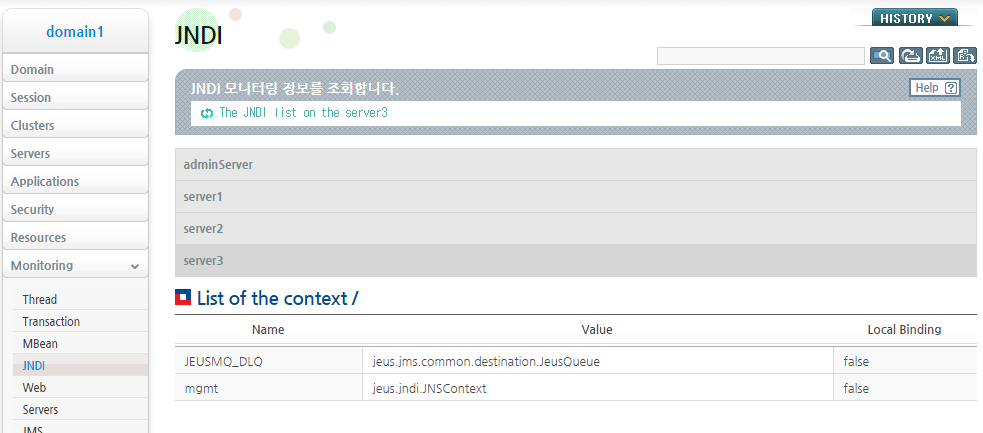 domain1
Domain
Session
Clusters
Servers
Applications
Security
Resources
Monitoring
Thread
Transaction
MBean
JNDI
Web
Servers
JMS
JNDI
HISTORY
XML
JNDI 모니터링 정보를 조회합니다.
Help ?
The JNDI list on the server3
adminServer
server1
server2
server3
List of the context /
Name Value Local Binding
JEUSMQ_DLQ jeus.jms.common.destination.JeusQueue false
mgmt jeus.jndi.JNSContext false